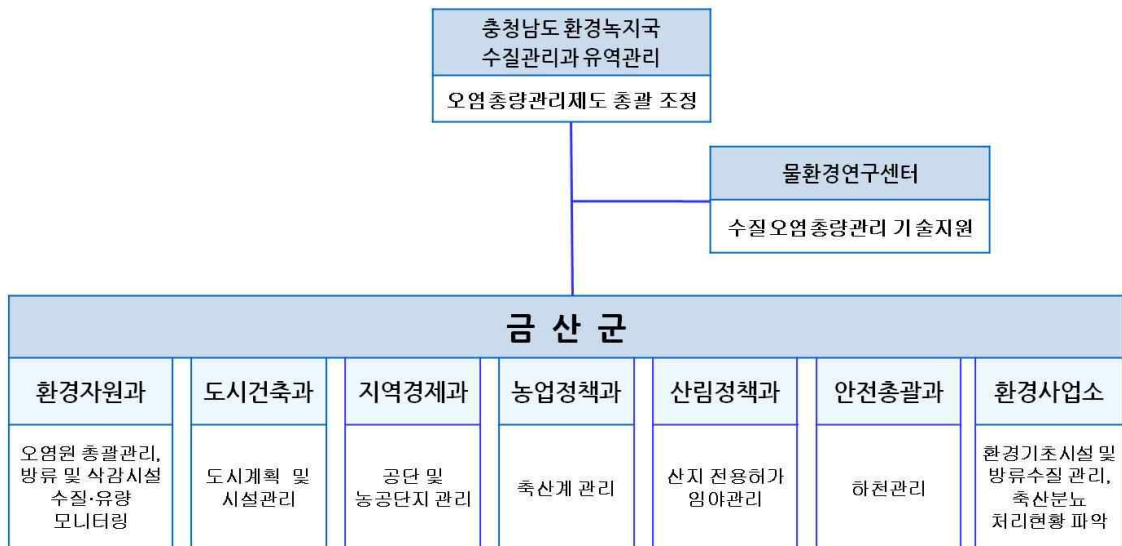 충청남도 환경녹지국
수질관리과 유역관리
오염총량관리제도 총괄 조정
물환경연구센터
수질오염총량관리 기술지원
금 산 군
환경자원과
오염원 총괄관리,
방류 및 삭감시설
수질·유량
모니터링
도시건축과
도시계획 및
시설관리
지역경제과
공단 및
농공단지 관리
농업정책과
축산계 관리
산림정책과
산지 전용허가
임야관리
안전총괄과
하천관리
환경사업소
환경기초시설 및
방류수질 관리,
축산분뇨
처리현황 파악